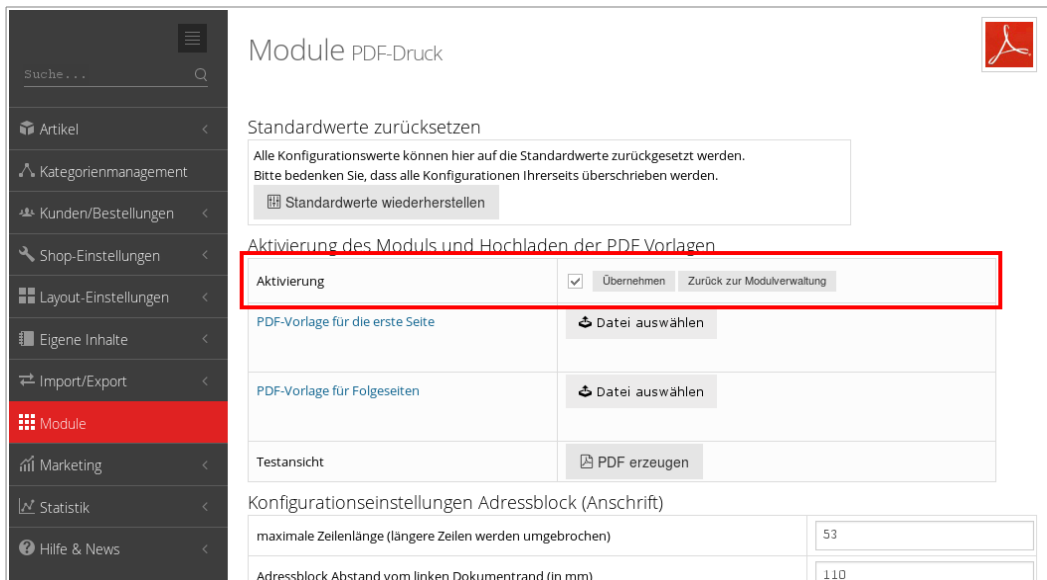 Suche...
Artikel
Kategorienmanagement
Kunden/Bestellungen
Shop-Einstellungen
Layout-Einstellungen
Eigene Inhalte
Import/Export
Module
Marketing
Statistik
Hilfe & News
Module PDF-Druck
Standardwerte zurücksetzen
Alle Konfigurationswerte können hier auf die Standardwerte zurückgesetzt werden.
Bitte bedenken Sie, dass alle Konfigurationen Ihrerseits überschrieben werden.
Standardwerte wiederherstellen
Aktivierung des Moduls und Hochladen der PDF Vorlagen
Aktivierung Übernehmen Zurück zur Modulverwaltung
PDF-Vorlage für die erste Seite Datei auswählen
PDF-Vorlage für Folgeseiten Datei auswählen
Testansicht PDF erzeugen
Konfigurationseinstellungen Adressblock (Anschrift)
maximale Zeilenlänge (längere Zeilen werden umgebrochen) 53
Adressblock Abstand vom linken Dokumentrand (in mm) 110